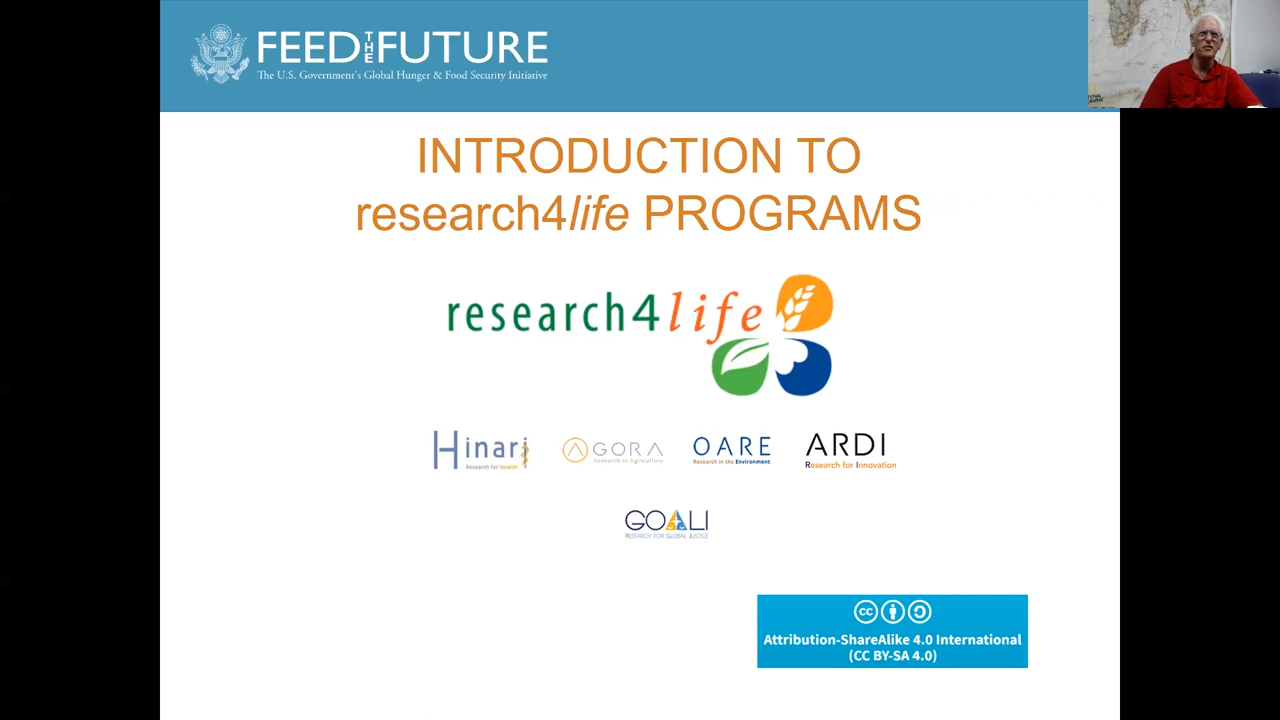 FEED THE FUTURE
The U.S. Government's Global Hunger & Food Security Initiative
INTRODUCTION TO
research4life PROGRAMS
research4life
Hinari
Research for Health
AGORA
Research in Agriculture
OARE
Research in the Environment
ARDI
Research for Innovation
GOALI
RESEARCH FOR GLOBAL JUSTICE
cc
Attribution-ShareAlike 4.0 International
(CC BY-SA 4.0)